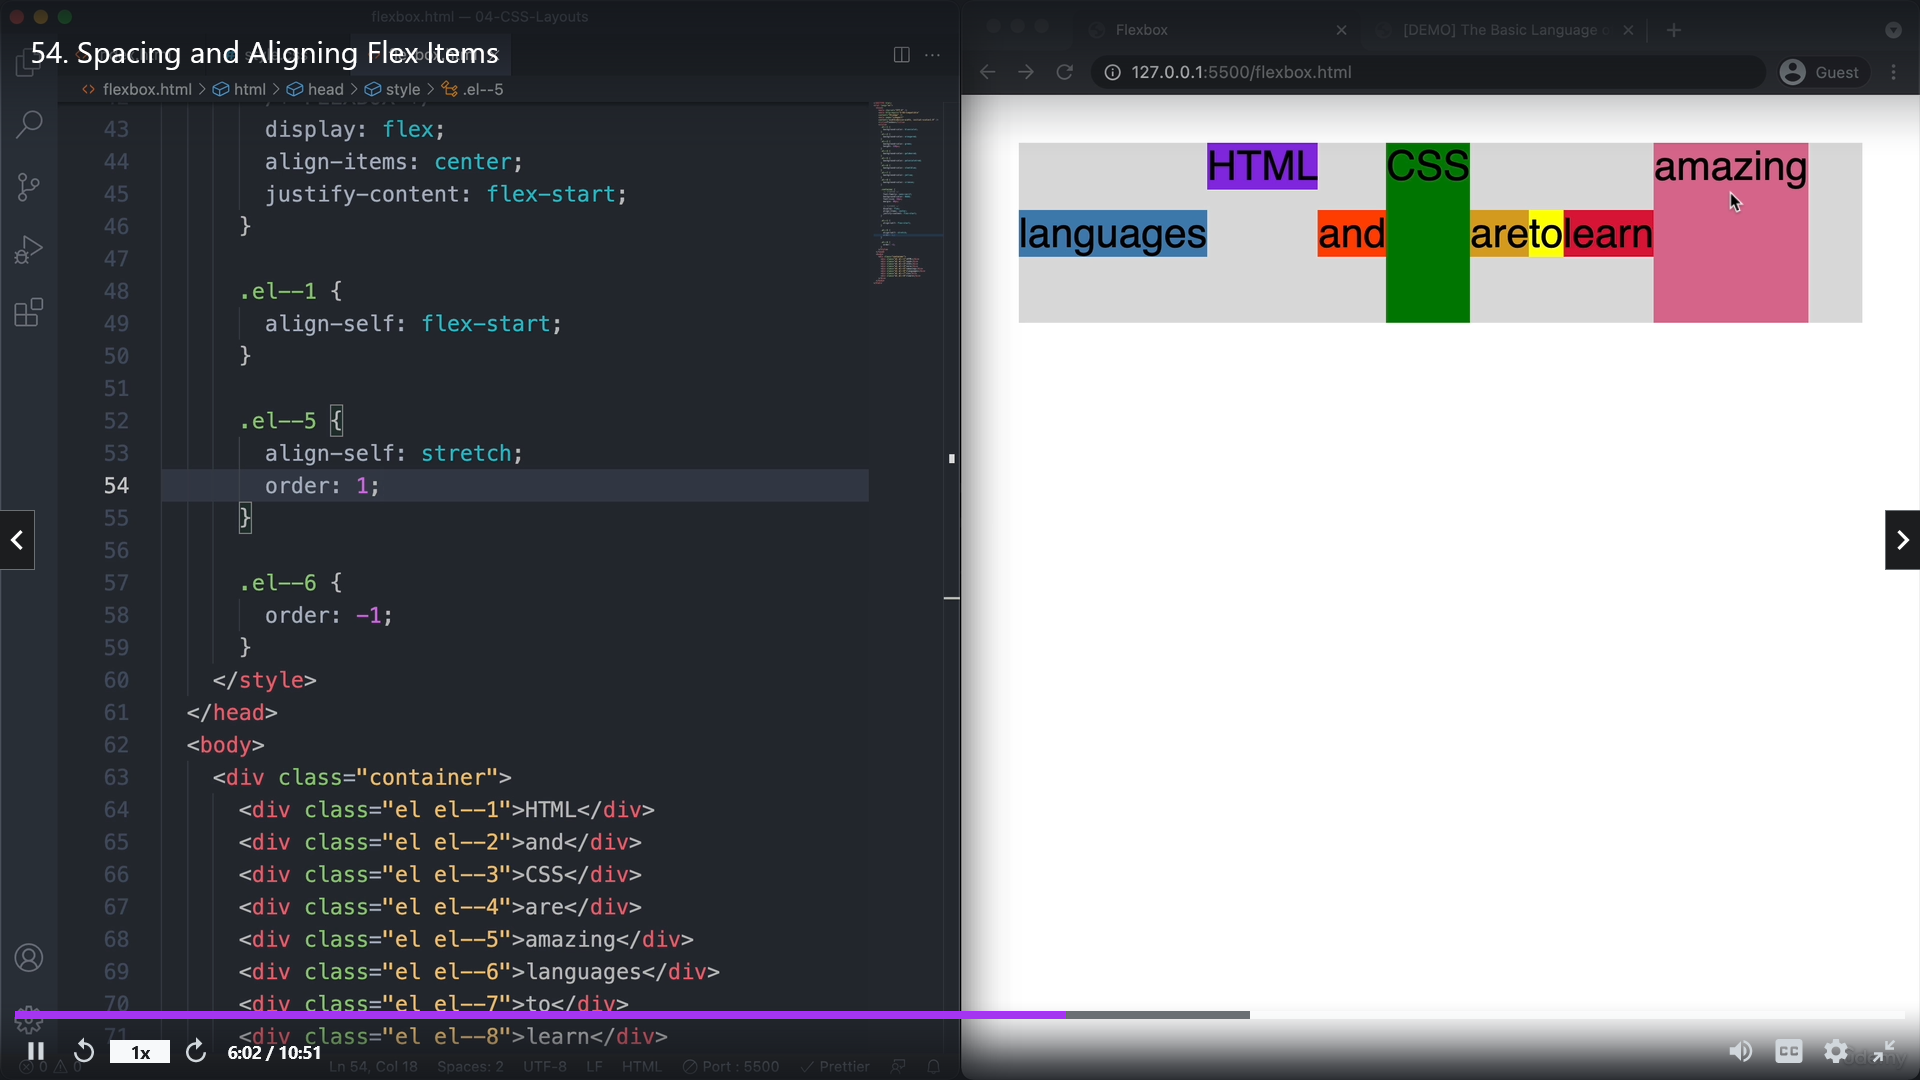 flexbox.html — 04-CSS-Layouts
54. Spacing and Aligning Flex Items
flexbox.html > html > head > style > .el--5
43 display: flex;
44 align-items: center;
45 justify-content: flex-start;
46 }
47
48 .el--1 {
49 align-self: flex-start;
50 }
51
52 .el--5 {
53 align-self: stretch;
54 order: 1;
55 }
56
57 .el--6 {
58 order: -1;
59 }
60 </style>
61 </head>
62 <body>
63 <div class="container">
64 <div class="el el--1">HTML</div>
65 <div class="el el--2">and</div>
66 <div class="el el--3">CSS</div>
67 <div class="el el--4">are</div>
68 <div class="el el--5">amazing</div>
69 <div class="el el--6">languages</div>
70 <div class="el el--7">to</div>
71 <div class="el el--8">learn</div>
1x 6:02 / 10:51
0 0 Ln 54, Col 18 Spaces: 2 UTF-8 LF HTML Port : 5500 Prettier
Flexbox
[DEMO] The Basic Language
127.0.0.1:5500/flexbox.html
Guest
HTML CSS amazing
languages and are to learn
CC
udemy